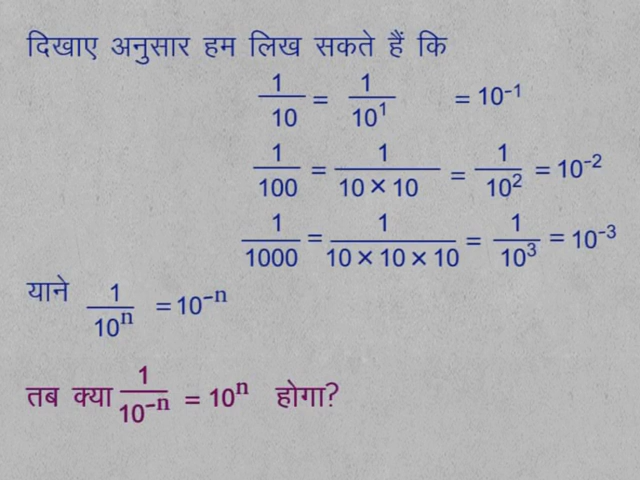 दिखाए अनुसार हम लिख सकते हैं कि
1/10 = 1/10¹ = 10⁻¹
1/100 = 1/(10 × 10) = 1/10² = 10⁻²
1/1000 = 1/(10 × 10 × 10) = 1/10³ = 10⁻³
याने 1/10ⁿ = 10⁻ⁿ
तब क्या 1/10⁻ⁿ = 10ⁿ होगा?